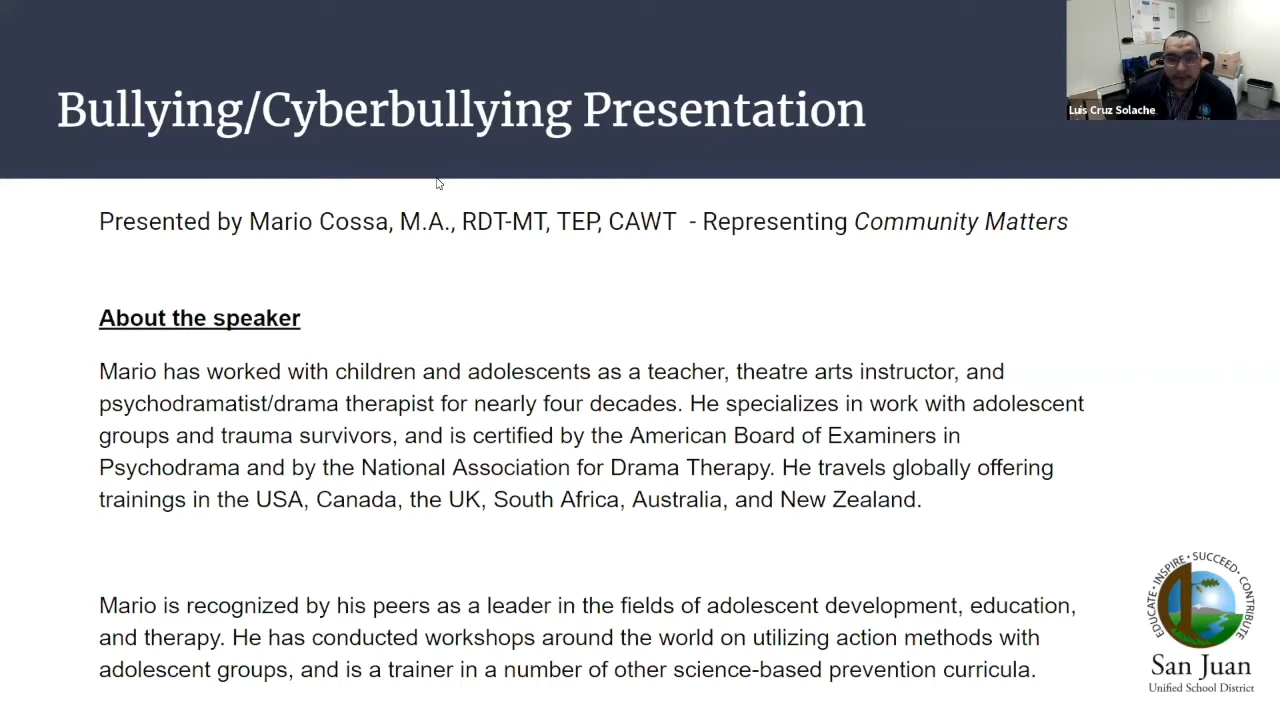 Bullying/Cyberbullying Presentation
Luis Cruz Solache
Presented by Mario Cossa, M.A., RDT-MT, TEP, CAWT - Representing Community Matters
About the speaker
Mario has worked with children and adolescents as a teacher, theatre arts instructor, and
psychodramatist/drama therapist for nearly four decades. He specializes in work with adolescent
groups and trauma survivors, and is certified by the American Board of Examiners in
Psychodrama and by the National Association for Drama Therapy. He travels globally offering
trainings in the USA, Canada, the UK, South Africa, Australia, and New Zealand.
Mario is recognized by his peers as a leader in the fields of adolescent development, education,
and therapy. He has conducted workshops around the world on utilizing action methods with
adolescent groups, and is a trainer in a number of other science-based prevention curricula.
EDUCATE • INSPIRE • SUCCEED • CONTRIBUTE
San Juan
Unified School District